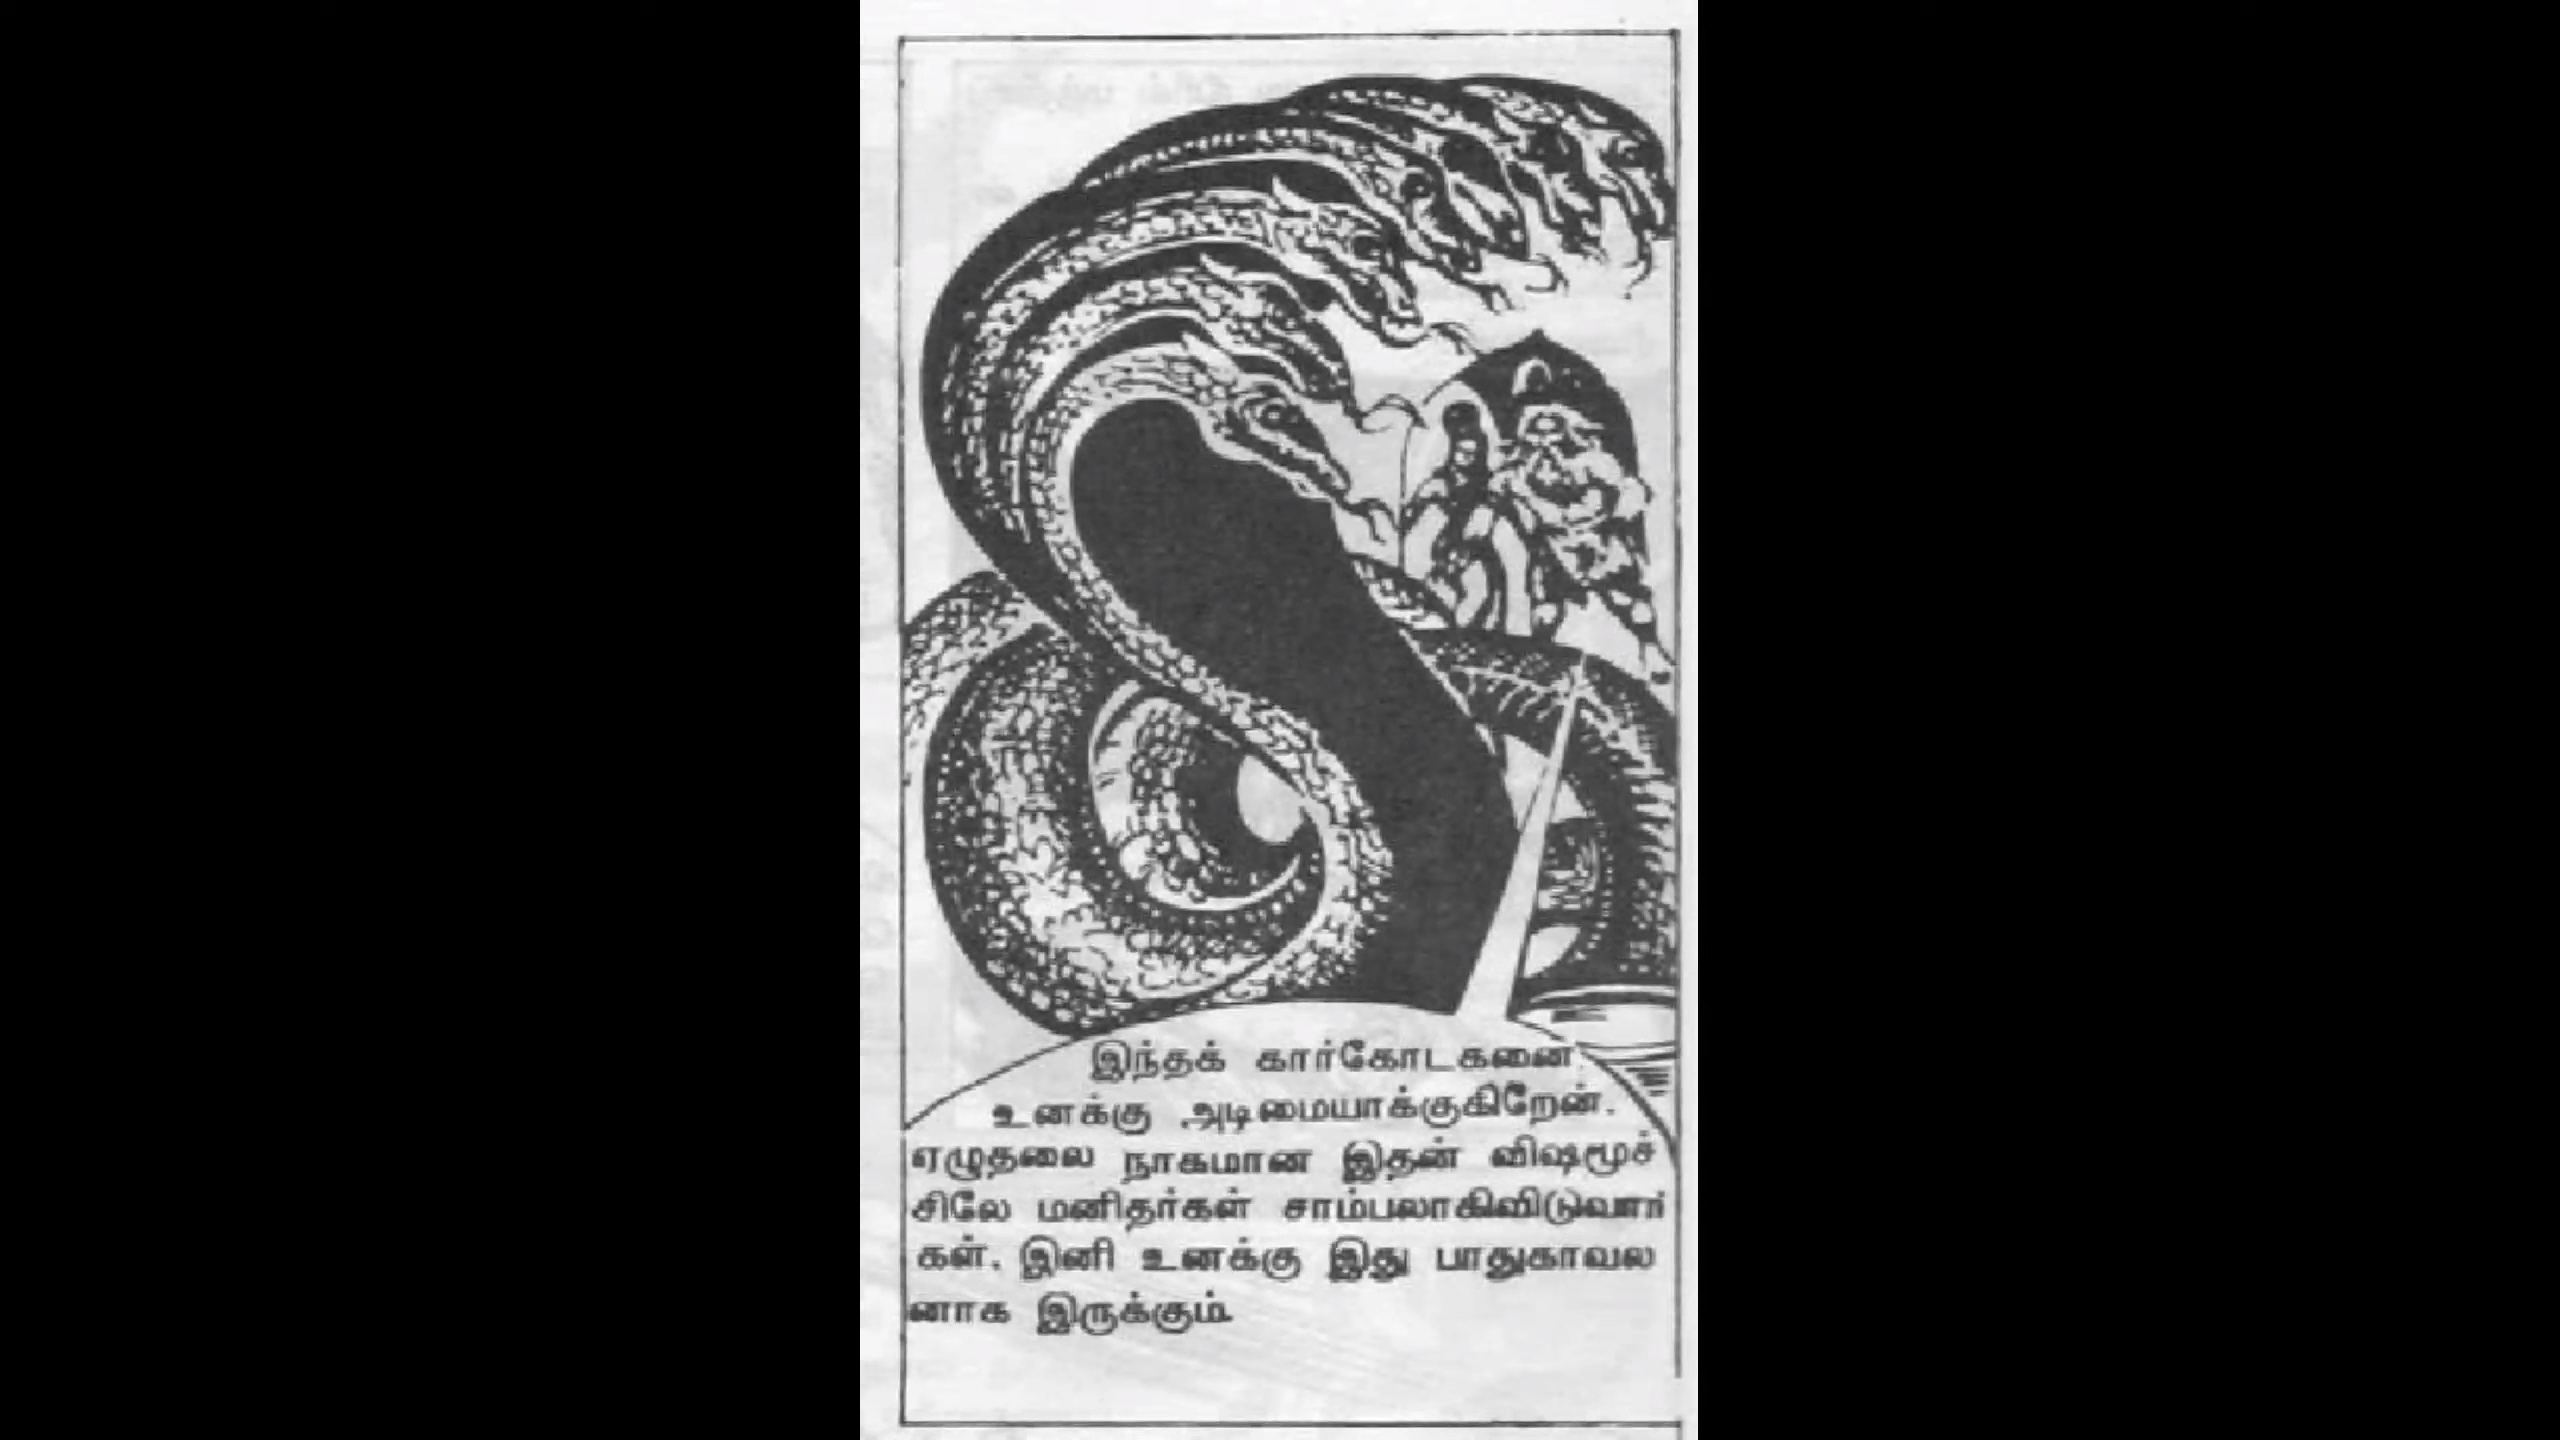 இந்தக் கார்கோடகனை
உனக்கு அடிமையாக்குகிறேன்.
ஏழுதலை நாகமான இதன் விஷமூச்
சிலே மனிதர்கள் சாம்பலாகிவிடுவார்
கள். இனி உனக்கு இது பாதுகாவல
னாக இருக்கும்.